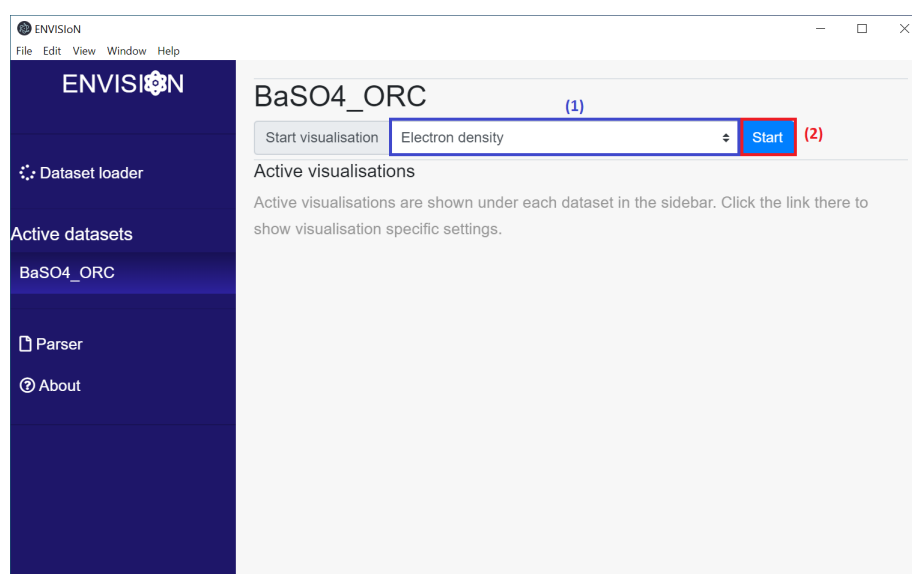 ENVISIoN
File Edit View Window Help
ENVISION
Dataset loader
Active datasets
BaSO4_ORC
Parser
About
BaSO4_ORC
(1)
Start visualisation Electron density Start (2)
Active visualisations
Active visualisations are shown under each dataset in the sidebar. Click the link there to
show visualisation specific settings.